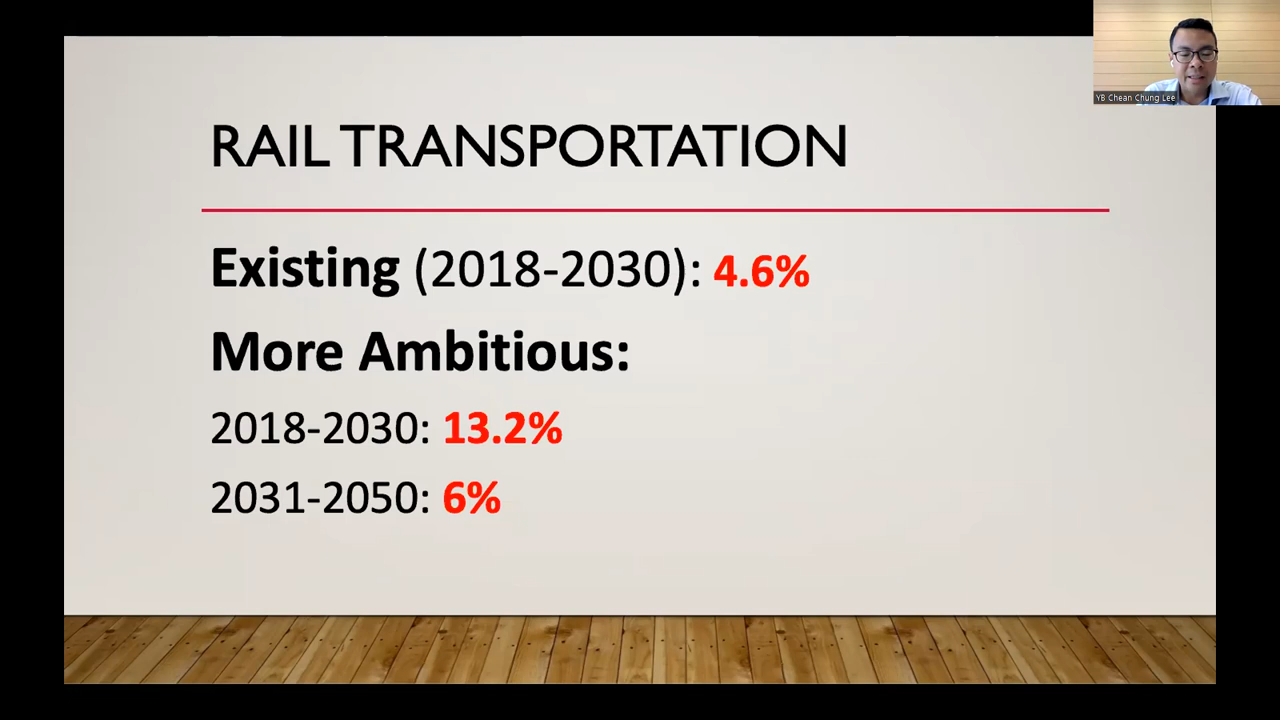 YB Chean Chung Lee
RAIL TRANSPORTATION
Existing (2018-2030): 4.6%
More Ambitious:
2018-2030: 13.2%
2031-2050: 6%